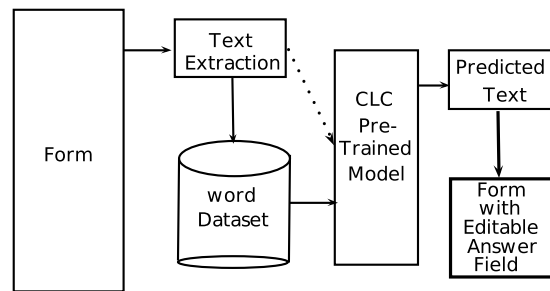 Form
Text
Extraction
word
Dataset
CLC
Pre-
Trained
Model
Predicted
Text
Form
with
Editable
Answer
Field